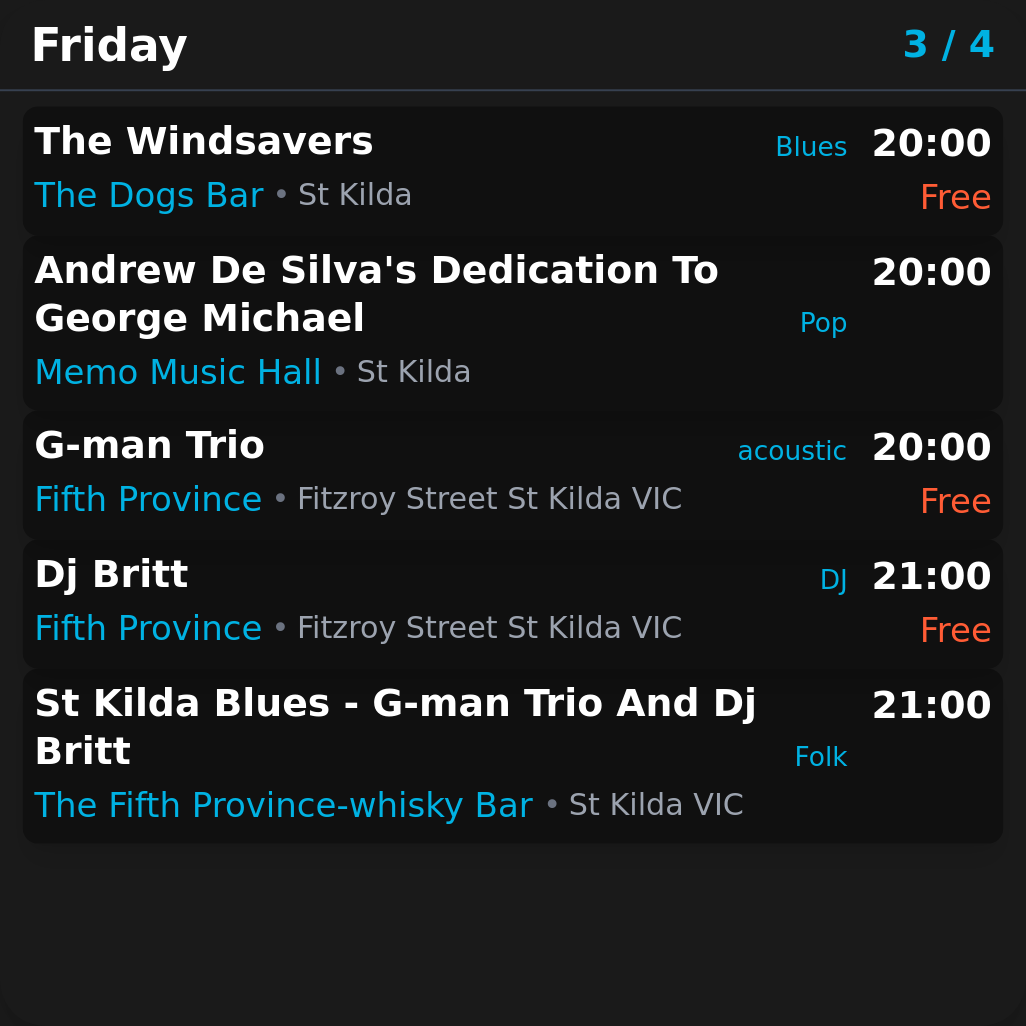 Friday 3 / 4
The Windsavers Blues 20:00
The Dogs Bar • St Kilda Free
Andrew De Silva's Dedication To 20:00
George Michael Pop
Memo Music Hall • St Kilda
G-man Trio acoustic 20:00
Fifth Province • Fitzroy Street St Kilda VIC Free
Dj Britt DJ 21:00
Fifth Province • Fitzroy Street St Kilda VIC Free
St Kilda Blues - G-man Trio And Dj 21:00
Britt Folk
The Fifth Province-whisky Bar • St Kilda VIC